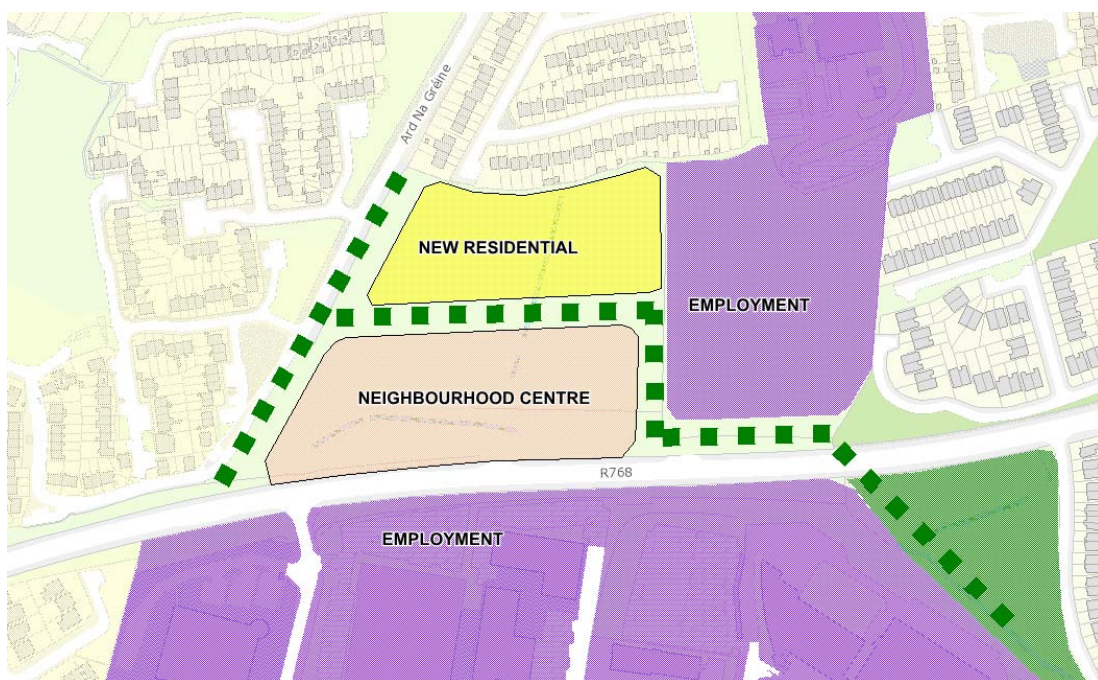 Ard Na Gréine
NEW RESIDENTIAL
EMPLOYMENT
NEIGHBOURHOOD CENTRE
R768
EMPLOYMENT